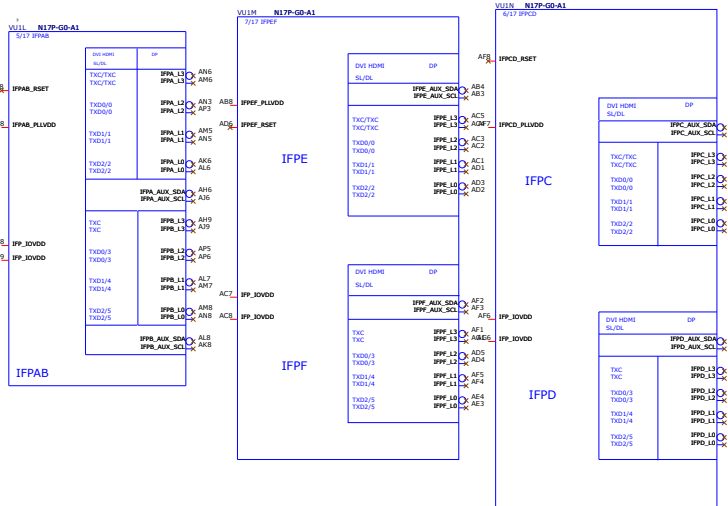 VU1L N17P-G0-A1
5/17 IFPAB
DVI HDMI DP
SL/DL
TXC/TXC IFPA_L3 AN6
TXC/TXC IFPA_L3 AM6
IFPAB_RSET
TXD0/0 IFPA_L2 AN3
TXD0/0 IFPA_L2 AP3
8 IFPAB_PLLVDD
TXD1/1 IFPA_L1 AM5
TXD1/1 IFPA_L1 AN5
TXD2/2 IFPA_L0 AK6
TXD2/2 IFPA_L0 AL6
IFPA_AUX_SDA AH6
IFPA_AUX_SCL AJ6
TXC IFPB_L3 AH9
TXC IFPB_L3 AJ9
8 IFP_IOVDD
TXD0/3 IFPB_L2 AP5
TXD0/3 IFPB_L2 AP6
9 IFP_IOVDD
TXD1/4 IFPB_L1 AL7
TXD1/4 IFPB_L1 AM7
TXD2/5 IFPB_L0 AM8
TXD2/5 IFPB_L0 AN8
IFPB_AUX_SDA AL8
IFPB_AUX_SCL AK8
IFPAB
VU1M N17P-G0-A1
7/17 IFPEF
DVI HDMI DP
SL/DL
IFPE_AUX_SDA AB4
IFPE_AUX_SCL AB3
AB8 IFPEF_PLLVDD
TXC/TXC IFPE_L3 AC5
TXC/TXC IFPE_L3
AD6 IFPEF_RSET
TXD0/0 IFPE_L2 AC3
TXD0/0 IFPE_L2 AC2
IFPE
TXD1/1 IFPE_L1 AC1
TXD1/1 IFPE_L1 AD1
TXD2/2 IFPE_L0 AD3
TXD2/2 IFPE_L0 AD2
DVI HDMI DP
SL/DL
AC7 IFP_IOVDD
IFPF_AUX_SDA AF2
IFPF_AUX_SCL AF3
AC8 IFP_IOVDD
TXC IFPF_L3 AF1
TXC IFPF_L3
TXD0/3 IFPF_L2 AD5
TXD0/3 IFPF_L2 AD4
IFPF
TXD1/4 IFPF_L1 AF5
TXD1/4 IFPF_L1 AF4
TXD2/5 IFPF_L0 AE4
TXD2/5 IFPF_L0 AE3
VU1N N17P-G0-A1
6/17 IFPCD
AF8 IFPCD_RSET
DVI HDMI DP
SL/DL
AF7 IFPCD_PLLVDD
IFPC_AUX_SDA
IFPC_AUX_SCL
TXC/TXC IFPC_L3
TXC/TXC IFPC_L3
TXD0/0 IFPC_L2
TXD0/0 IFPC_L2
IFPC
TXD1/1 IFPC_L1
TXD1/1 IFPC_L1
TXD2/2 IFPC_L0
TXD2/2 IFPC_L0
AF6 IFP_IOVDD
DVI HDMI DP
SL/DL
IFP_IOVDD
IFPD_AUX_SDA
IFPD_AUX_SCL
TXC IFPD_L3
TXC IFPD_L3
TXD0/3 IFPD_L2
TXD0/3 IFPD_L2
IFPD
TXD1/4 IFPD_L1
TXD1/4 IFPD_L1
TXD2/5 IFPD_L0
TXD2/5 IFPD_L0